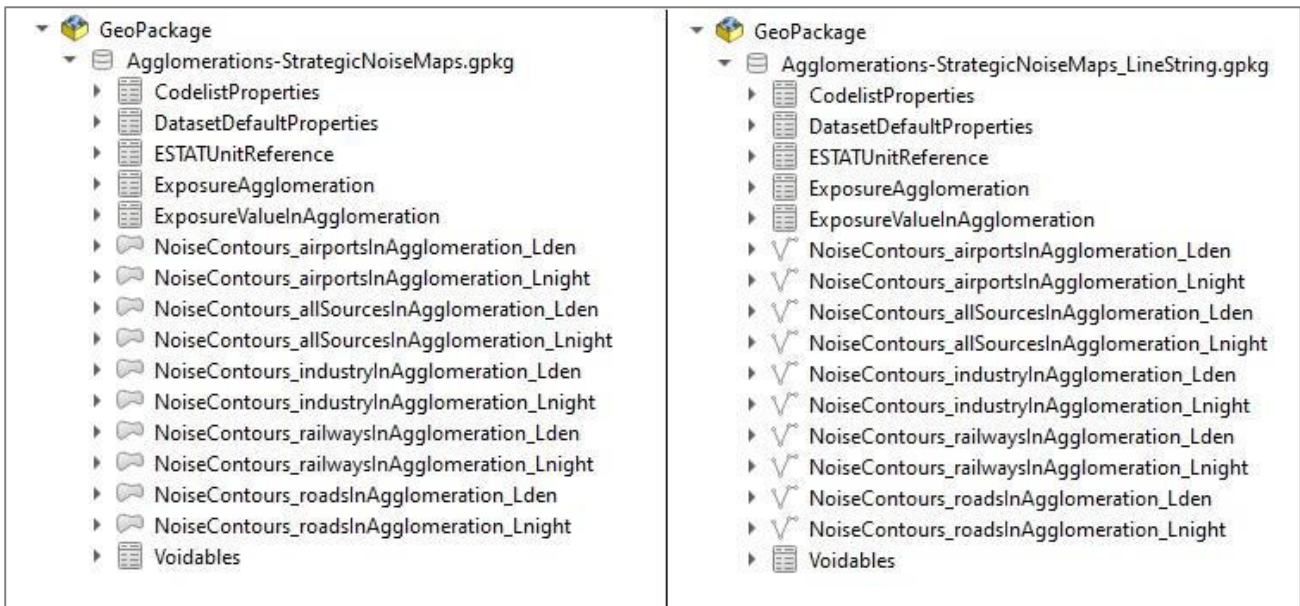 GeoPackage
Agglomerations-StrategicNoiseMaps.gpkg
CodelistProperties
DatasetDefaultProperties
ESTATUnitReference
ExposureAgglomeration
ExposureValueInAgglomeration
NoiseContours_airportsInAgglomeration_Lden
NoiseContours_airportsInAgglomeration_Lnight
NoiseContours_allSourcesInAgglomeration_Lden
NoiseContours_allSourcesInAgglomeration_Lnight
NoiseContours_industryInAgglomeration_Lden
NoiseContours_industryInAgglomeration_Lnight
NoiseContours_railwaysInAgglomeration_Lden
NoiseContours_railwaysInAgglomeration_Lnight
NoiseContours_roadsInAgglomeration_Lden
NoiseContours_roadsInAgglomeration_Lnight
Voidables
GeoPackage
Agglomerations-StrategicNoiseMaps_LineString.gpkg
CodelistProperties
DatasetDefaultProperties
ESTATUnitReference
ExposureAgglomeration
ExposureValueInAgglomeration
NoiseContours_airportsInAgglomeration_Lden
NoiseContours_airportsInAgglomeration_Lnight
NoiseContours_allSourcesInAgglomeration_Lden
NoiseContours_allSourcesInAgglomeration_Lnight
NoiseContours_industryInAgglomeration_Lden
NoiseContours_industryInAgglomeration_Lnight
NoiseContours_railwaysInAgglomeration_Lden
NoiseContours_railwaysInAgglomeration_Lnight
NoiseContours_roadsInAgglomeration_Lden
NoiseContours_roadsInAgglomeration_Lnight
Voidables